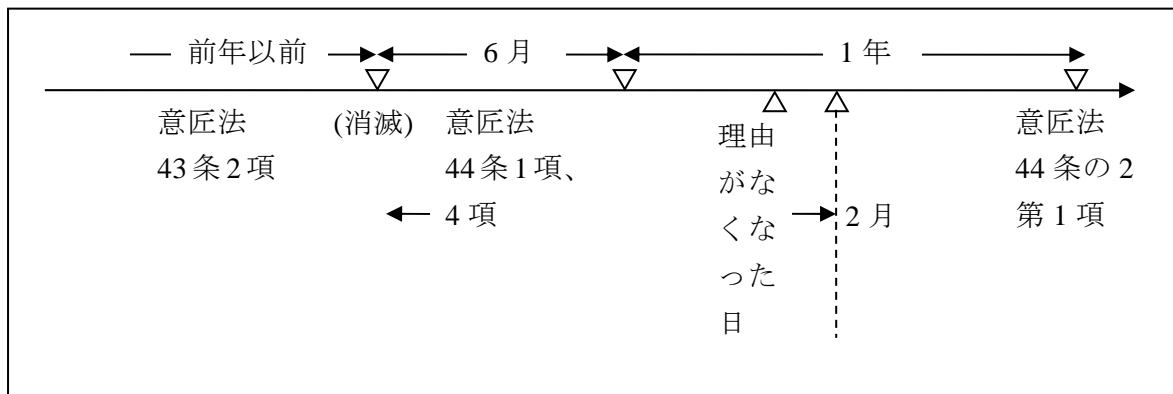 前年以前
6月
1年
意匠法
43条2項
(消滅)
意匠法
44条1項、
4項
理由
がな
くな
った
日
2月
意匠法
44条の2
第1項